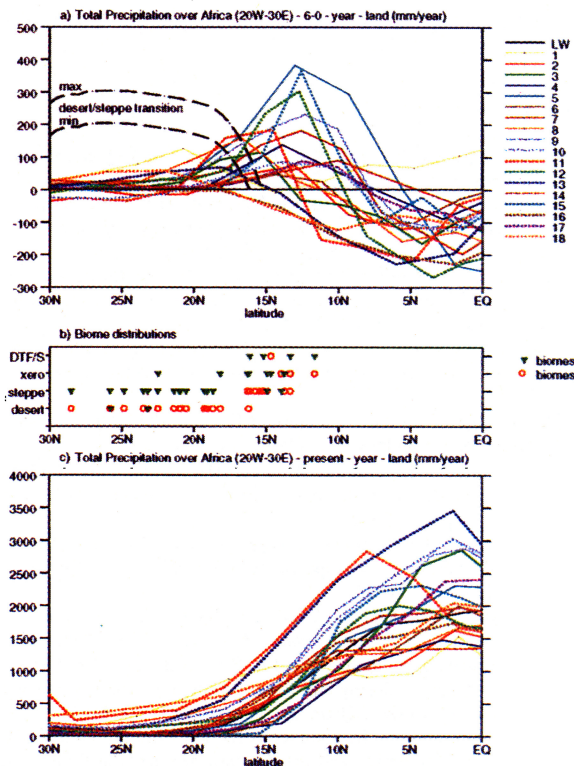 a) Total Precipitation over Africa (20W-30E) - 6-0 - year - land (mm/year)
500
400
300
200
100
0
-100
-200
-300
max
desert/steppe transition
min
30N 25N 20N 15N 10N 5N EQ
latitude
LW
1
2
3
4
5
6
7
8
9
10
11
12
13
14
15
16
17
18
b) Biome distributions
DTF/S
xero
steppe
desert
30N 25N 20N 15N 10N 5N EQ
biomes
biomes
c) Total Precipitation over Africa (20W-30E) - present - year - land (mm/year)
4000
3500
3000
2500
2000
1500
1000
500
0
30N 25N 20N 15N 10N 5N EQ
latitude